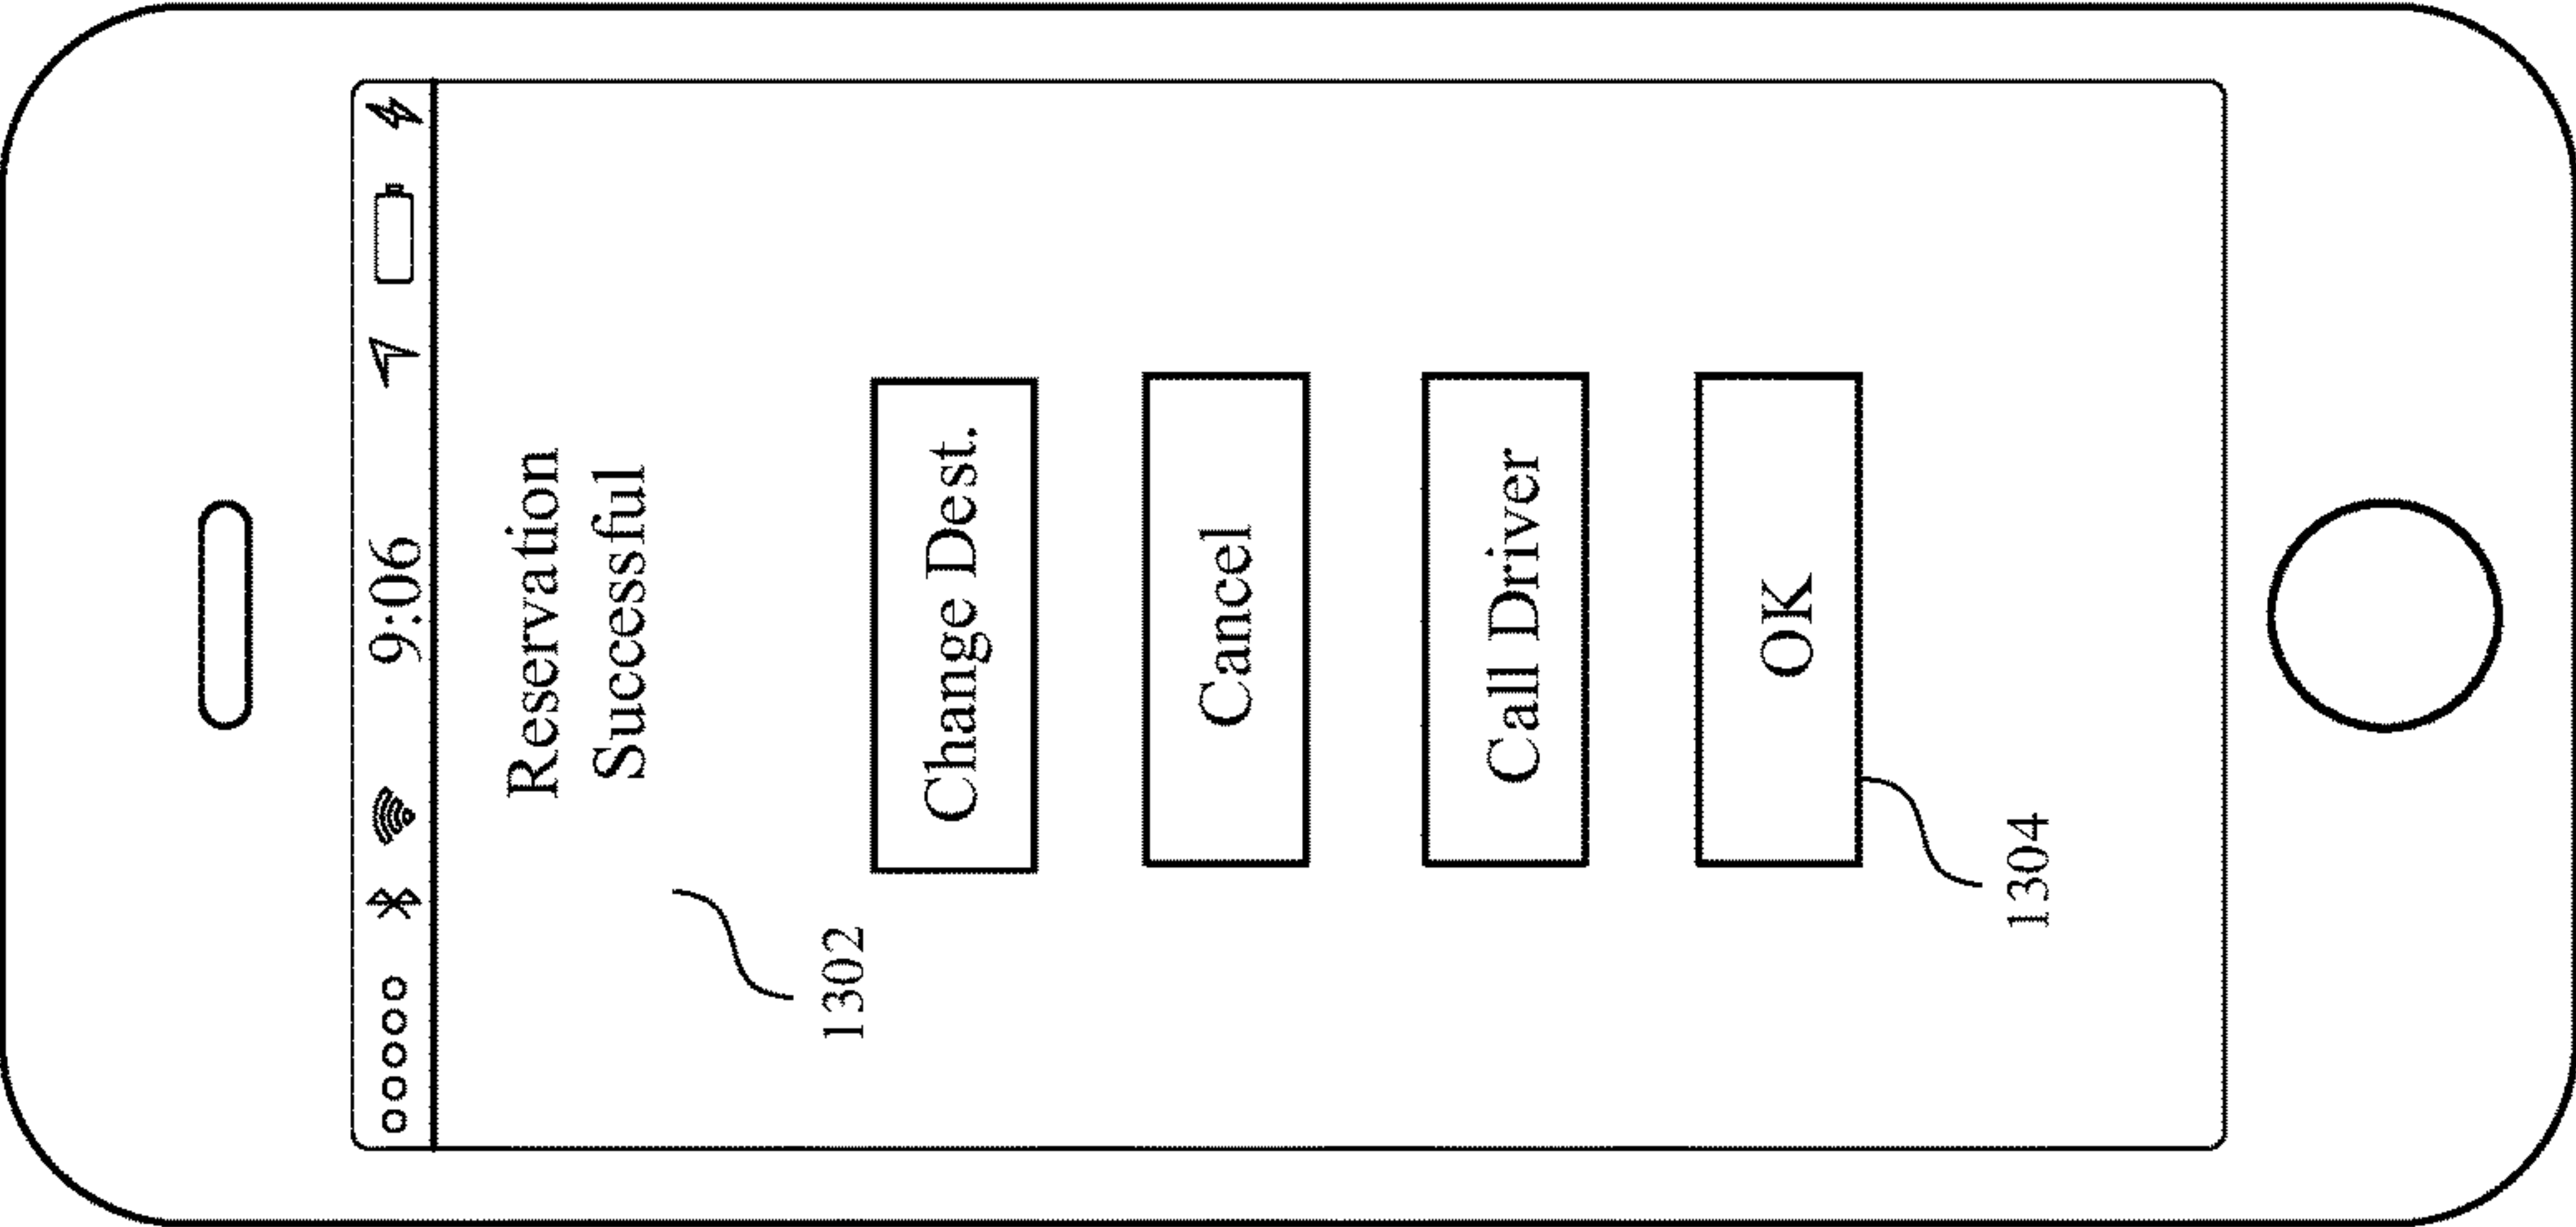 9:06
Reservation
Successful
1302
Change Dest.
Cancel
Call Driver
OK
1304